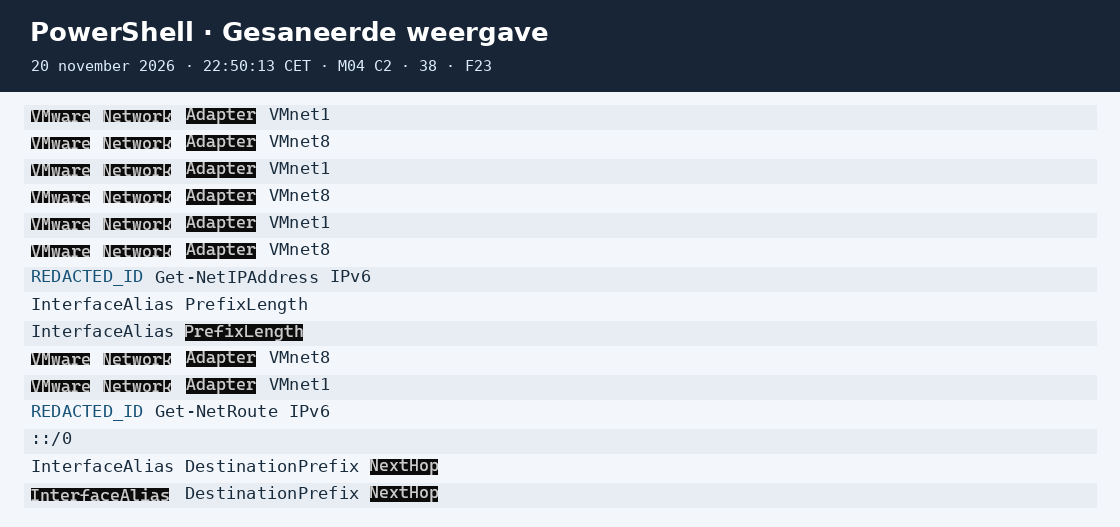 PowerShell · Gesaneerde weergave
20 november 2026 · 22:50:13 CET · M04 C2 · 38 · F23
VMware Network Adapter VMnet1
VMware Network Adapter VMnet8
VMware Network Adapter VMnet1
VMware Network Adapter VMnet8
VMware Network Adapter VMnet1
VMware Network Adapter VMnet8
REDACTED_ID Get-NetIPAddress IPv6
InterfaceAlias PrefixLength
InterfaceAlias PrefixLength
VMware Network Adapter VMnet8
VMware Network Adapter VMnet1
REDACTED_ID Get-NetRoute IPv6
::/0
InterfaceAlias DestinationPrefix NextHop
InterfaceAlias DestinationPrefix NextHop